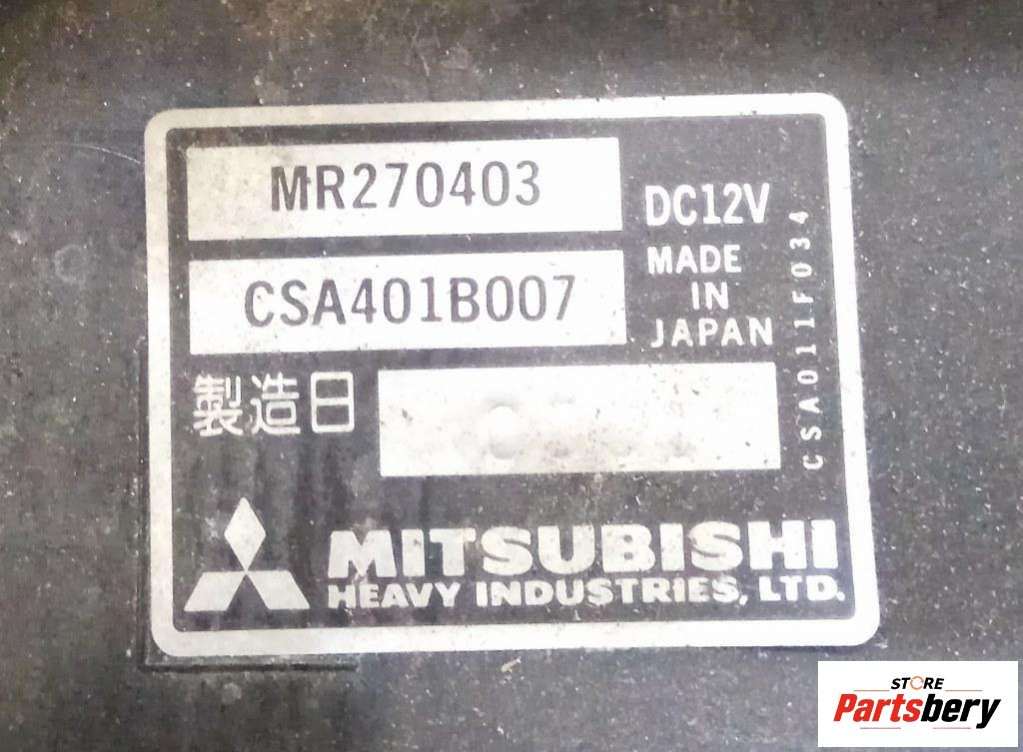 MR270403
DC12V
CSA401B007
MADE
IN
JAPAN
製造日
CSA011F034
MITSUBISHI
HEAVY INDUSTRIES, LTD.
STORE
Partsbery